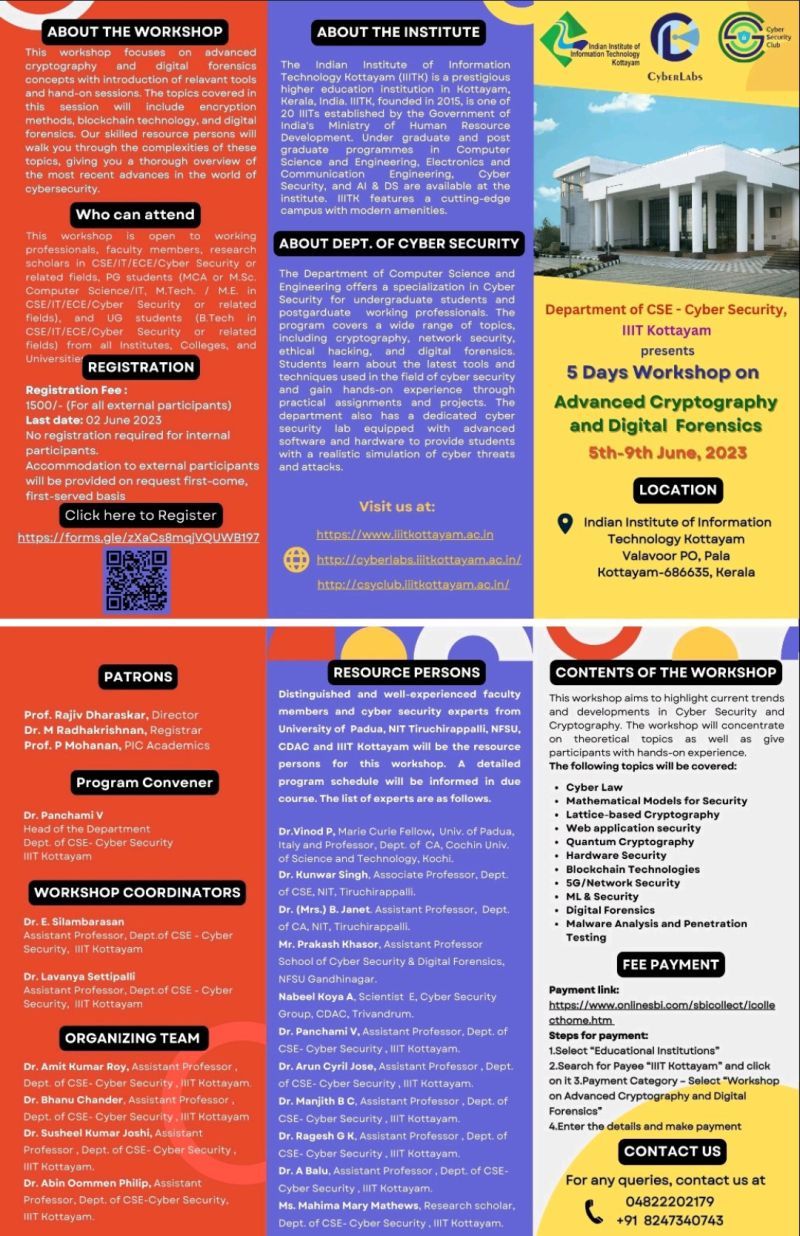 ABOUT THE WORKSHOP
This workshop focuses on advanced
cryptography and digital forensics
concepts with introduction of relavant tools
and hand-on sessions. The topics covered in
this session will include encryption
methods, blockchain technology, and digital
forensics. Our skilled resource persons will
walk you through the complexities of these
topics, giving you a thorough overview of
the most recent advances in the world of
cybersecurity.
Who can attend
This workshop is open to working
professionals, faculty members, research
scholars in CSE/IT/ECE/Cyber Security or
related fields, PG students (MCA or M.Sc.
Computer Science/IT, M.Tech. / M.E. in
CSE/IT/ECE/Cyber Security or related
fields), and UG students (B.Tech in
CSE/IT/ECE/Cyber Security or related
fields) from all Institutes, Colleges, and
Universities
REGISTRATION
Registration Fee :
1500/- (For all external participants)
Last date: 02 June 2023
No registration required for internal
participants.
Accommodation to external participants
will be provided on request first-come,
first-served basis
Click here to Register
https://forms.gle/zXaCs8mqjVQUWB197
ABOUT THE INSTITUTE
The Indian Institute of Information
Technology Kottayam (IIITK) is a prestigious
higher education institution in Kottayam,
Kerala, India. IIITK, founded in 2015, is one of
20 IIITs established by the Government of
India's Ministry of Human Resource
Development. Under graduate and post
graduate programmes in Computer
Science and Engineering, Electronics and
Communication Engineering, Cyber
Security, and AI & DS are available at the
institute. IIITK features a cutting-edge
campus with modern amenities.
ABOUT DEPT. OF CYBER SECURITY
The Department of Computer Science and
Engineering offers a specialization in Cyber
Security for undergraduate students and
postgarduate working professionals. The
program covers a wide range of topics,
including cryptography, network security,
ethical hacking, and digital forensics.
Students learn about the latest tools and
techniques used in the field of cyber security
and gain hands-on experience through
practical assignments and projects. The
department also has a dedicated cyber
security lab equipped with advanced
software and hardware to provide students
with a realistic simulation of cyber threats
and attacks.
Visit us at:
https://www.iiitkottayam.ac.in
http://cyberlabs.iiitkottayam.ac.in/
http://csyclub.iiitkottayam.ac.in/
Indian Institute of
Information Technology
Kottayam
CYBERLABS
Cyber
Security
Club
Department of CSE - Cyber Security,
IIIT Kottayam
presents
5 Days Workshop on
Advanced Cryptography
and Digital Forensics
5th-9th June, 2023
LOCATION
Indian Institute of Information
Technology Kottayam
Valavoor PO, Pala
Kottayam-686635, Kerala
PATRONS
Prof. Rajiv Dharaskar, Director
Dr. M Radhakrishnan, Registrar
Prof. P Mohanan, PIC Academics
Program Convener
Dr. Panchami V
Head of the Department
Dept. of CSE- Cyber Security
IIIT Kottayam
WORKSHOP COORDINATORS
Dr. E. Silambarasan
Assistant Professor, Dept.of CSE - Cyber
Security, IIIT Kottayam
Dr. Lavanya Settipalli
Assistant Professor, Dept.of CSE - Cyber
Security, IIIT Kottayam
ORGANIZING TEAM
Dr. Amit Kumar Roy, Assistant Professor ,
Dept. of CSE- Cyber Security , IIIT Kottayam.
Dr. Bhanu Chander, Assistant Professor ,
Dept. of CSE- Cyber Security , IIIT Kottayam
Dr. Susheel Kumar Joshi, Assistant
Professor , Dept. of CSE- Cyber Security ,
IIIT Kottayam.
Dr. Abin Oommen Philip, Assistant
Professor, Dept. of CSE-Cyber Security,
IIIT Kottayam.
RESOURCE PERSONS
Distinguished and well-experienced faculty
members and cyber security experts from
University of Padua, NIT Tiruchirappalli, NFSU,
CDAC and IIIT Kottayam will be the resource
persons for this workshop. A detailed
program schedule will be informed in due
course. The list of experts are as follows.
Dr.Vinod P, Marie Curie Fellow, Univ. of Padua,
Italy and Professor, Dept. of CA, Cochin Univ.
of Science and Technology, Kochi.
Dr. Kunwar Singh, Associate Professor, Dept.
of CSE, NIT, Tiruchirappalli.
Dr. (Mrs.) B. Janet. Assistant Professor, Dept.
of CA, NIT, Tiruchirappalli.
Mr. Prakash Khasor, Assistant Professor
School of Cyber Security & Digital Forensics,
NFSU Gandhinagar.
Nabeel Koya A, Scientist E, Cyber Security
Group, CDAC, Trivandrum.
Dr. Panchami V, Assistant Professor, Dept. of
CSE- Cyber Security , IIIT Kottayam.
Dr. Arun Cyril Jose, Assistant Professor , Dept.
of CSE- Cyber Security , IIIT Kottayam.
Dr. Manjith B C, Assistant Professor , Dept. of
CSE- Cyber Security , IIIT Kottayam.
Dr. Ragesh G K, Assistant Professor , Dept. of
CSE- Cyber Security , IIIT Kottayam.
Dr. A Balu, Assistant Professor , Dept. of CSE-
Cyber Security , IIIT Kottayam.
Ms. Mahima Mary Mathews, Research scholar,
Dept. of CSE- Cyber Security , IIIT Kottayam.
CONTENTS OF THE WORKSHOP
This workshop aims to highlight current trends
and developments in Cyber Security and
Cryptography. The workshop will concentrate
on theoretical topics as well as give
participants with hands-on experience.
The following topics will be covered:
• Cyber Law
• Mathematical Models for Security
• Lattice-based Cryptography
• Web application security
• Quantum Cryptography
• Hardware Security
• Blockchain Technologies
• 5G/Network Security
• ML & Security
• Digital Forensics
• Malware Analysis and Penetration
Testing
FEE PAYMENT
Payment link:
https://www.onlinesbi.com/sbicollect/icolle
cthome.htm
Steps for payment:
1.Select “Educational Institutions”
2.Search for Payee “IIIT Kottayam” and click
on it 3.Payment Category – Select “Workshop
on Advanced Cryptography and Digital
Forensics”
4.Enter the details and make payment
CONTACT US
For any queries, contact us at
04822202179
+91 8247340743